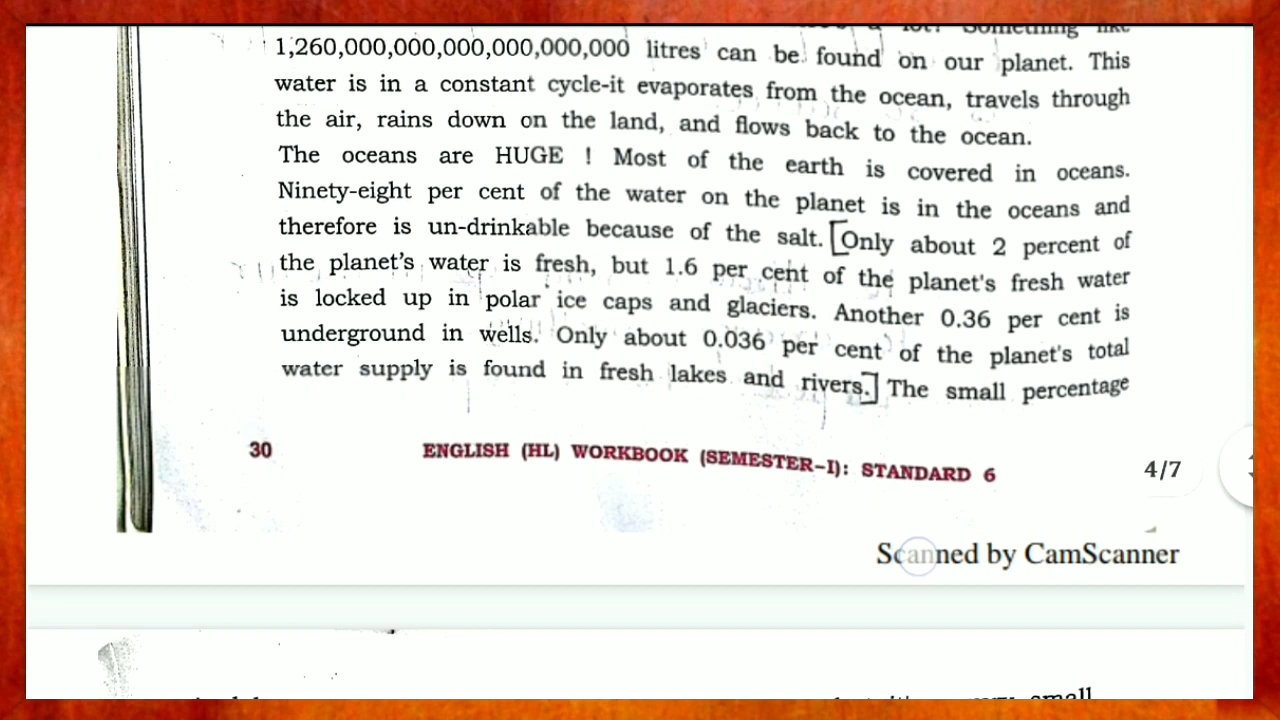 a lot! Something like
1,260,000,000,000,000,000,000 litres can be found on our planet. This
water is in a constant cycle-it evaporates from the ocean, travels through
the air, rains down on the land, and flows back to the ocean.
The oceans are HUGE ! Most of the earth is covered in oceans.
Ninety-eight per cent of the water on the planet is in the oceans and
therefore is un-drinkable because of the salt. [Only about 2 percent of
the planet's water is fresh, but 1.6 per cent of the planet's fresh water
is locked up in polar ice caps and glaciers. Another 0.36 per cent is
underground in wells. Only about 0.036 per cent of the planet's total
water supply is found in fresh lakes and rivers.] The small percentage
30 ENGLISH (HL) WORKBOOK (SEMESTER-I): STANDARD 6
4/7
Scanned by CamScanner
small